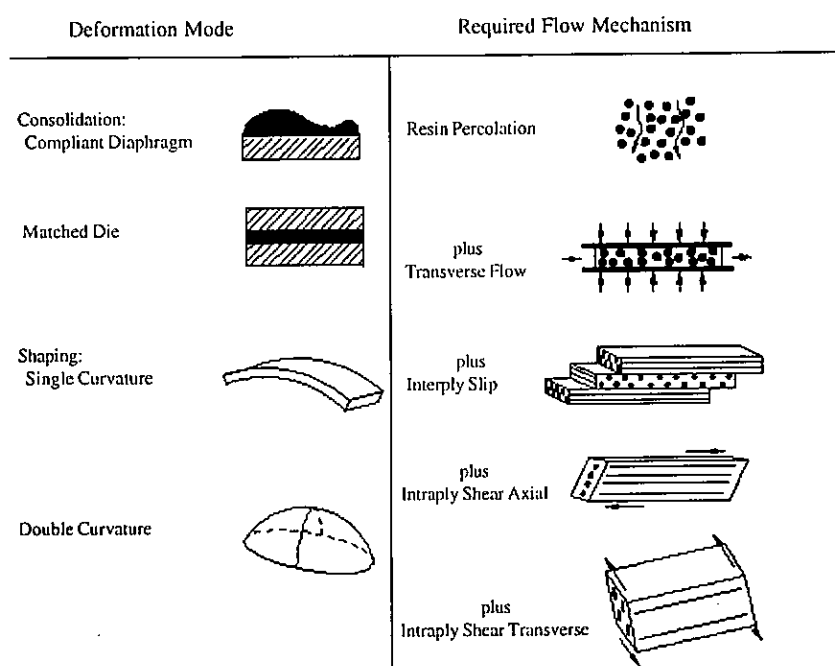 Deformation Mode
Required Flow Mechanism
Consolidation:
Compliant Diaphragm
Resin Percolation
Matched Die
plus
Transverse Flow
Shaping:
Single Curvature
plus
Interply Slip
plus
Intraply Shear Axial
Double Curvature
plus
Intraply Shear Transverse